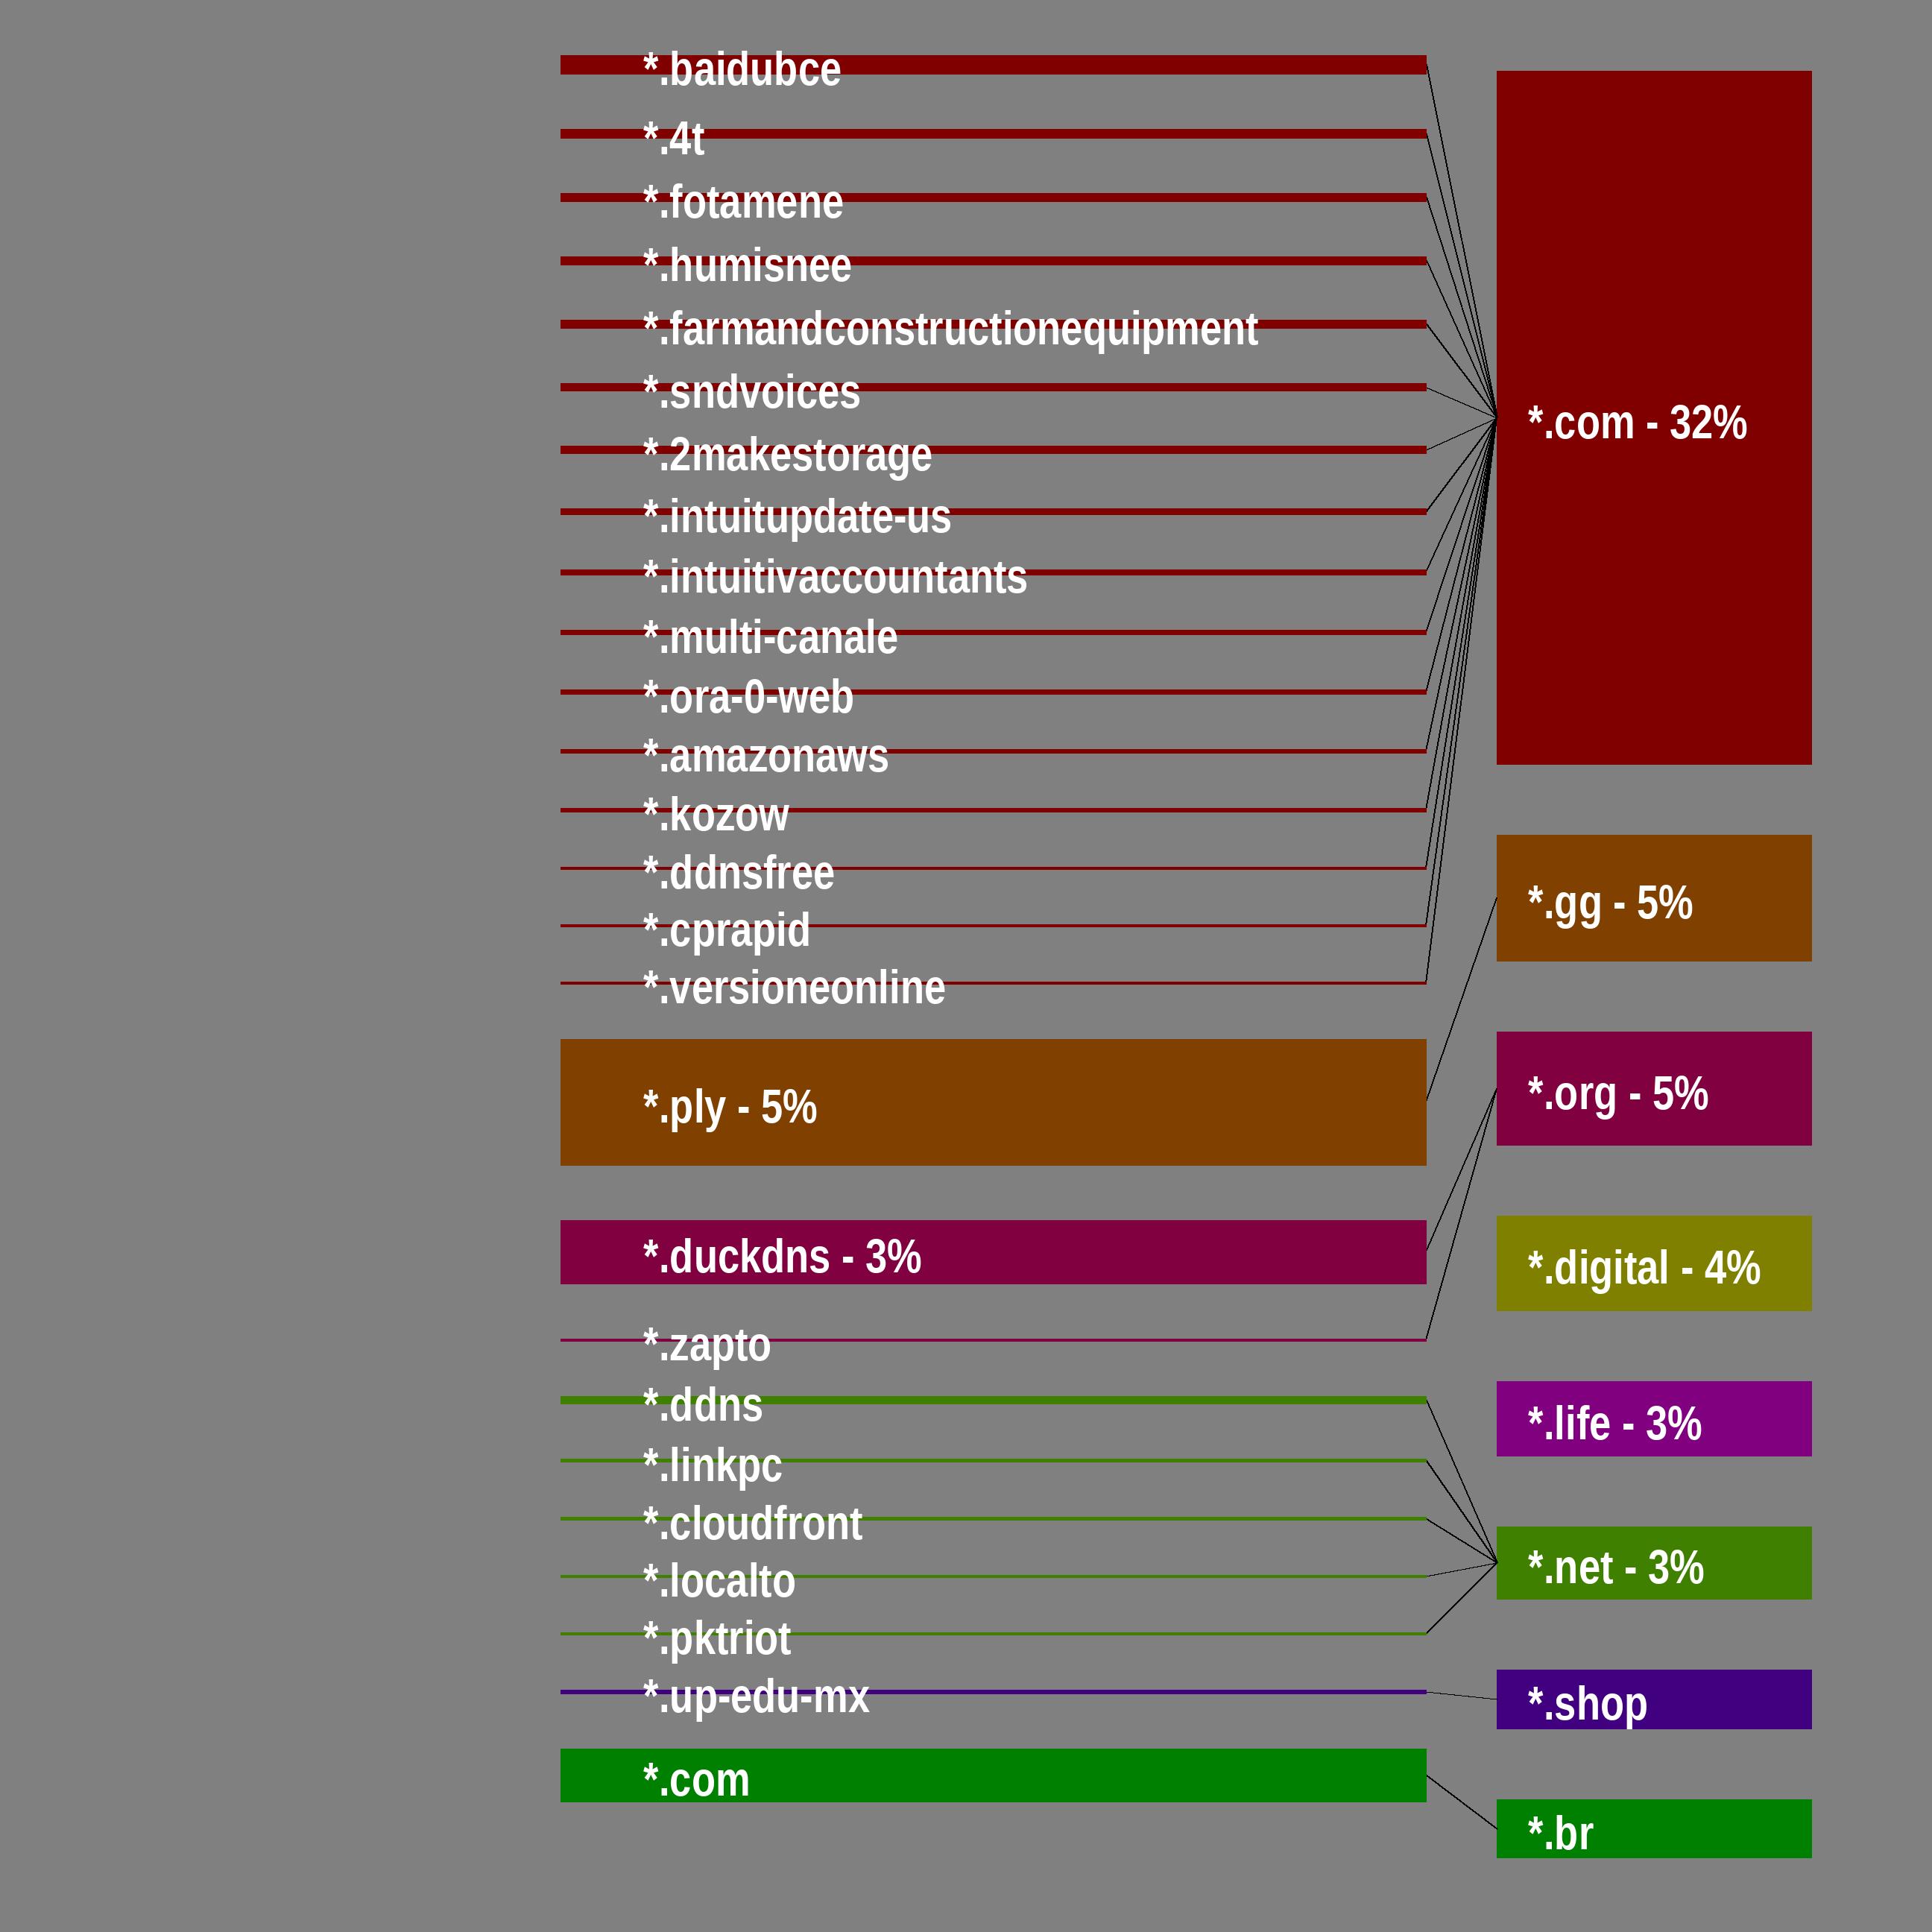 *.baidubce
*.4t
*.fotamene
*.humisnee
*.farmandconstructionequipment
*.sndvoices
*.2makestorage
*.intuitupdate-us
*.intuitivaccountants
*.multi-canale
*.ora-0-web
*.amazonaws
*.kozow
*.ddnsfree
*.cprapid
*.versioneonline
*.ply - 5%
*.duckdns - 3%
*.zapto
*.ddns
*.linkpc
*.cloudfront
*.localto
*.pktriot
*.up-edu-mx
*.com
*.com - 32%
*.gg - 5%
*.org - 5%
*.digital - 4%
*.life - 3%
*.net - 3%
*.shop
*.br